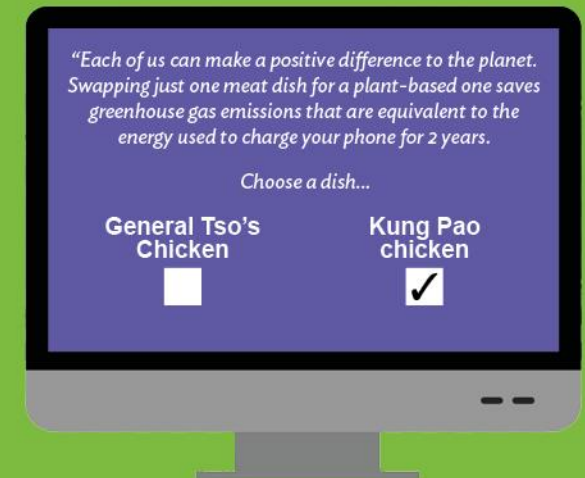 “Each of us can make a positive difference to the planet.
Swapping just one meat dish for a plant-based one saves
greenhouse gas emissions that are equivalent to the
energy used to charge your phone for 2 years.
Choose a dish...
General Tso’s
Chicken
Kung Pao
chicken
✓